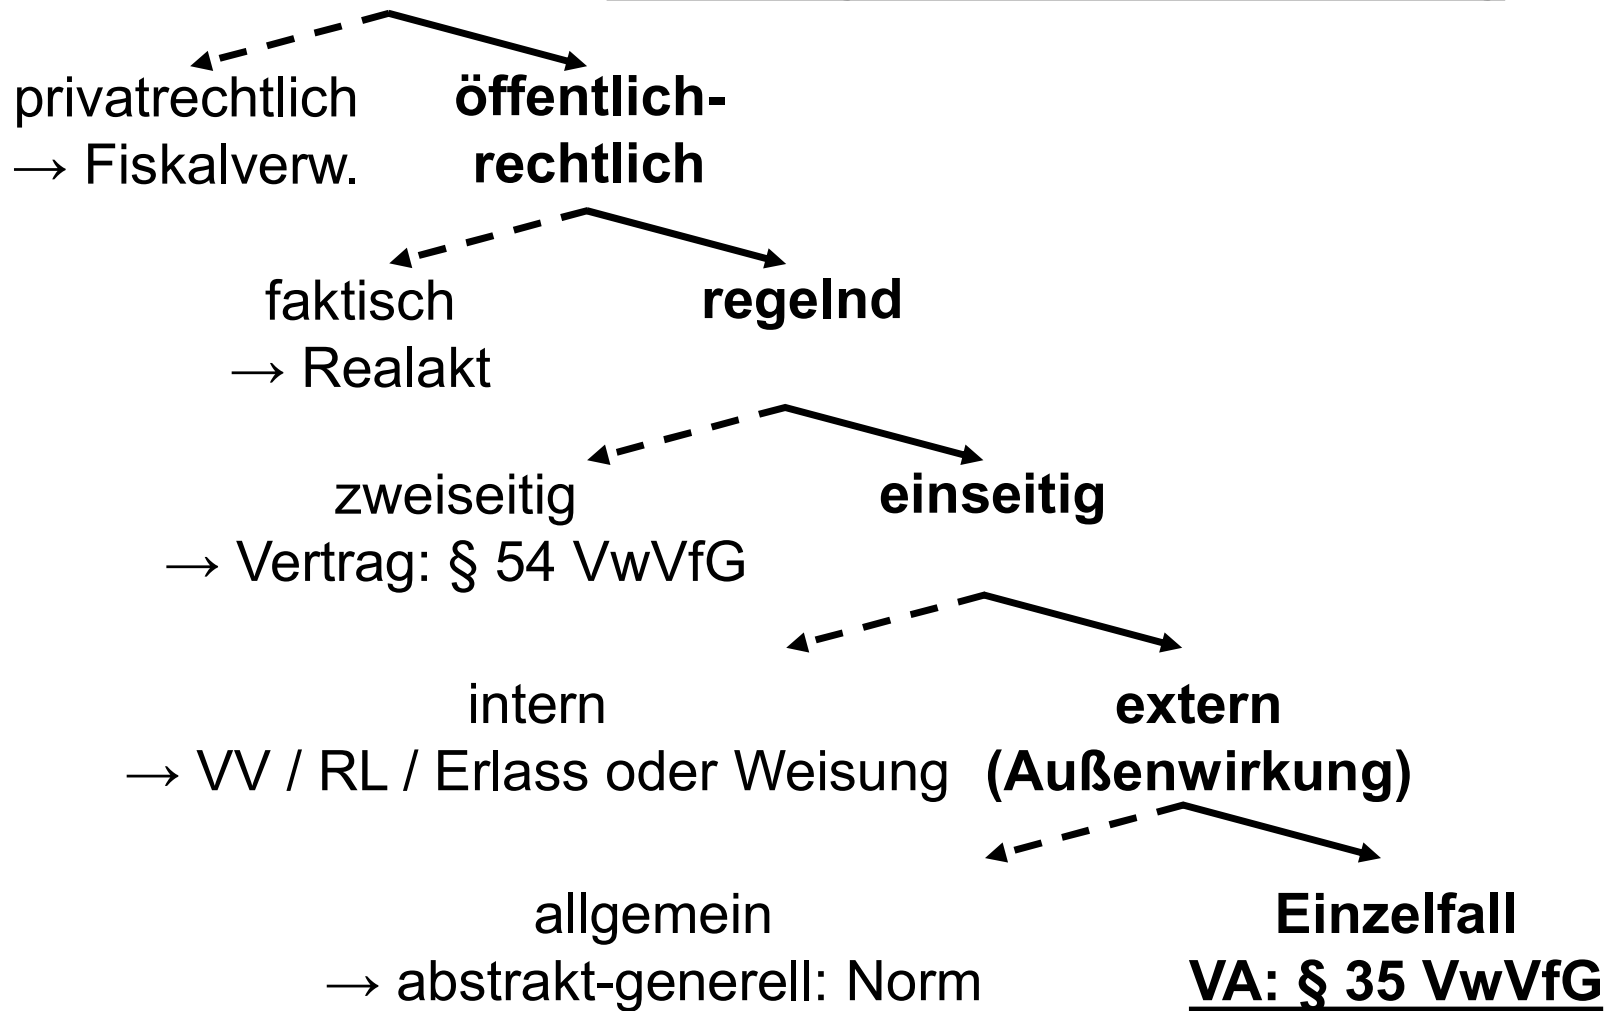 privatrechtlich öffentlich-
→ Fiskalverw. rechtlich
faktisch regelnd
→ Realakt
zweiseitig einseitig
→ Vertrag: § 54 VwVfG
intern extern
→ VV / RL / Erlass oder Weisung (Außenwirkung)
allgemein Einzelfall
→ abstrakt-generell: Norm VA: § 35 VwVfG